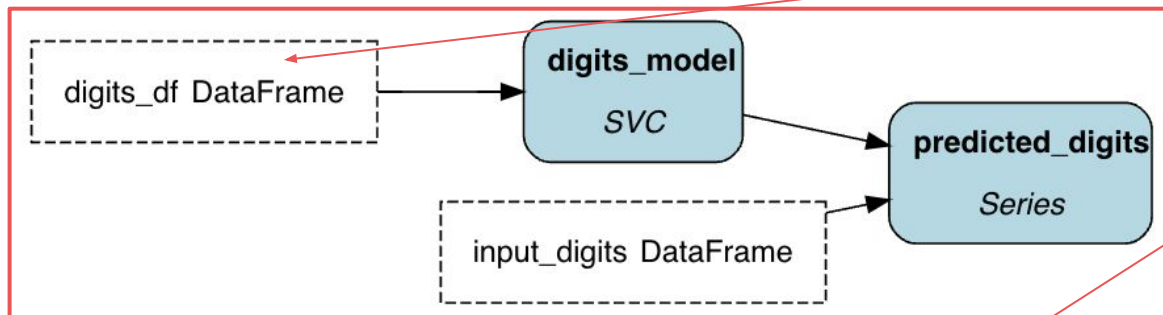 digits_df DataFrame
digits_model
SVC
predicted_digits
Series
input_digits DataFrame